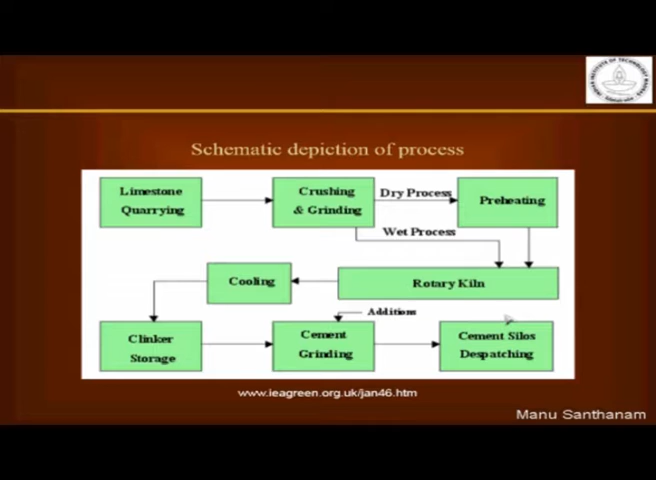 Schematic depiction of process
Limestone
Quarrying
Crushing
& Grinding
Dry Process
Preheating
Wet Process
Rotary Kiln
Cooling
Additions
Clinker
Storage
Cement
Grinding
Cement Silos
Despatching
www.ieagreen.org.uk/jan46.htm
Manu Santhanam